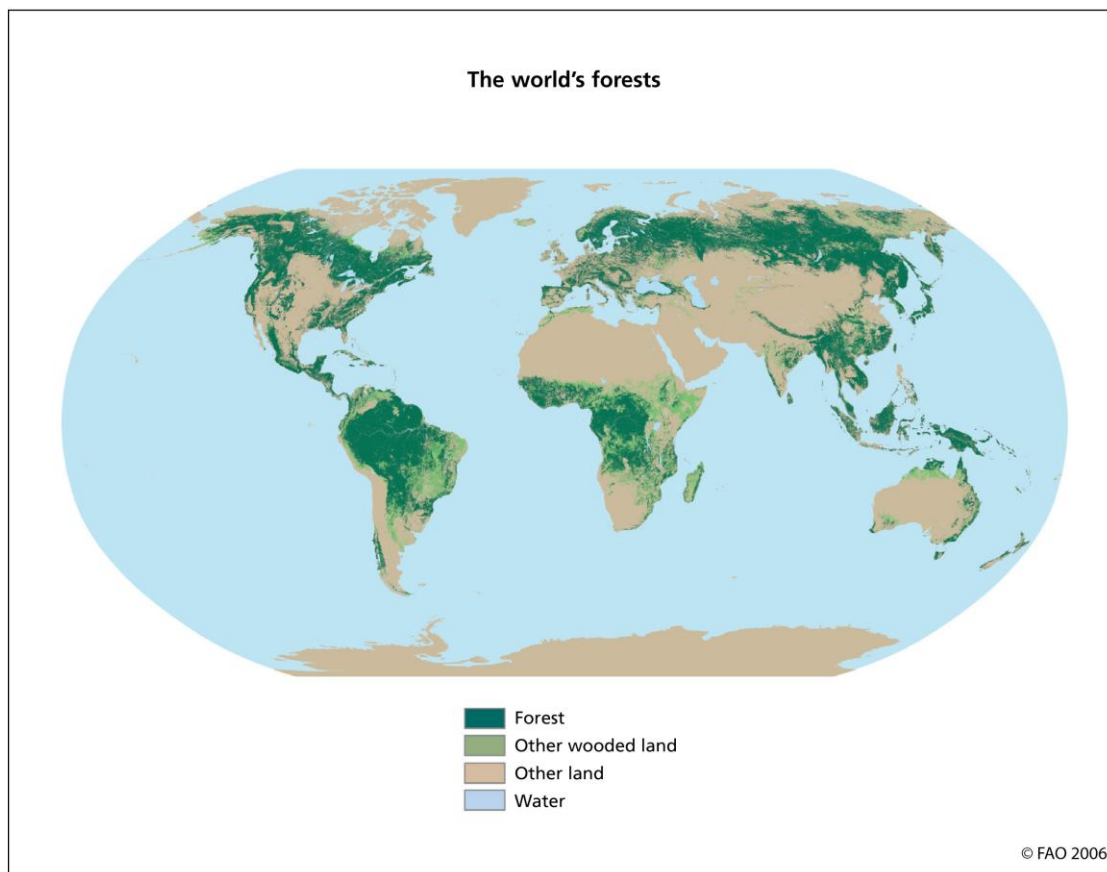 The world's forests
Forest
Other wooded land
Other land
Water
© FAO 2006